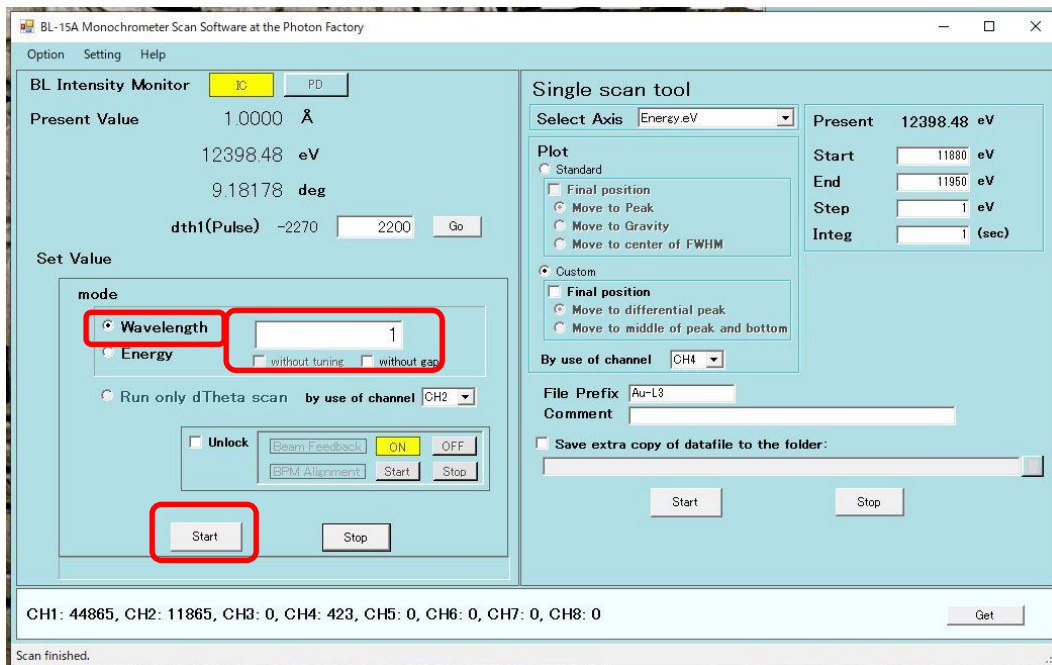 BL-15A Monochrometer Scan Software at the Photon Factory
Option Setting Help
BL Intensity Monitor IC PD
Present Value 1.0000 Å
12398.48 eV
9.18178 deg
dth1(Pulse) -2270 2200 Go
Set Value
mode
Wavelength 1
Energy without tuning without gap
Run only dTheta scan by use of channel CH2
Unlock Beam Feedback ON OFF
BPM Alignment Start Stop
Start Stop
Single scan tool
Select Axis Energy.eV
Plot
Standard
Final position
Move to Peak
Move to Gravity
Move to center of FWHM
Custom
Final position
Move to differential peak
Move to middle of peak and bottom
By use of channel CH4
Present 12398.48 eV
Start 11880 eV
End 11950 eV
Step 1 eV
Integ 1 (sec)
File Prefix Au-L3
Comment
Save extra copy of datafile to the folder:
Start Stop
CH1: 44865, CH2: 11865, CH3: 0, CH4: 423, CH5: 0, CH6: 0, CH7: 0, CH8: 0 Get
Scan finished.